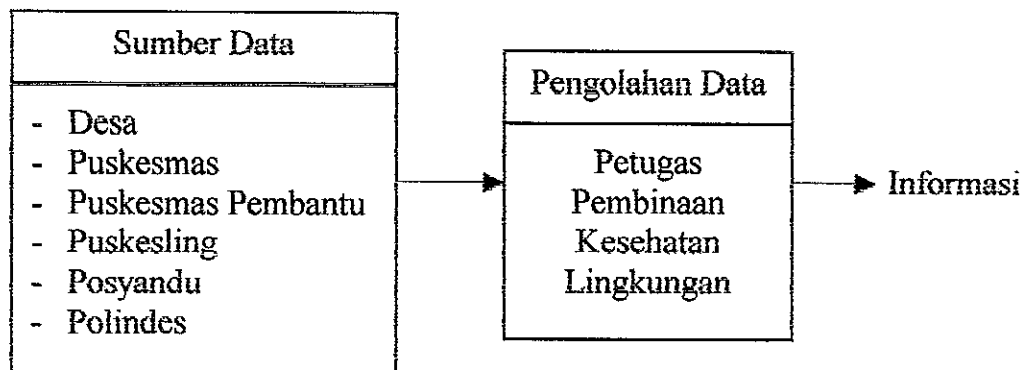 Sumber Data
- Desa
- Puskesmas
- Puskesmas Pembantu
- Puskesling
- Posyandu
- Polindes
Pengolahan Data
Petugas
Pembinaan
Kesehatan
Lingkungan
Informasi